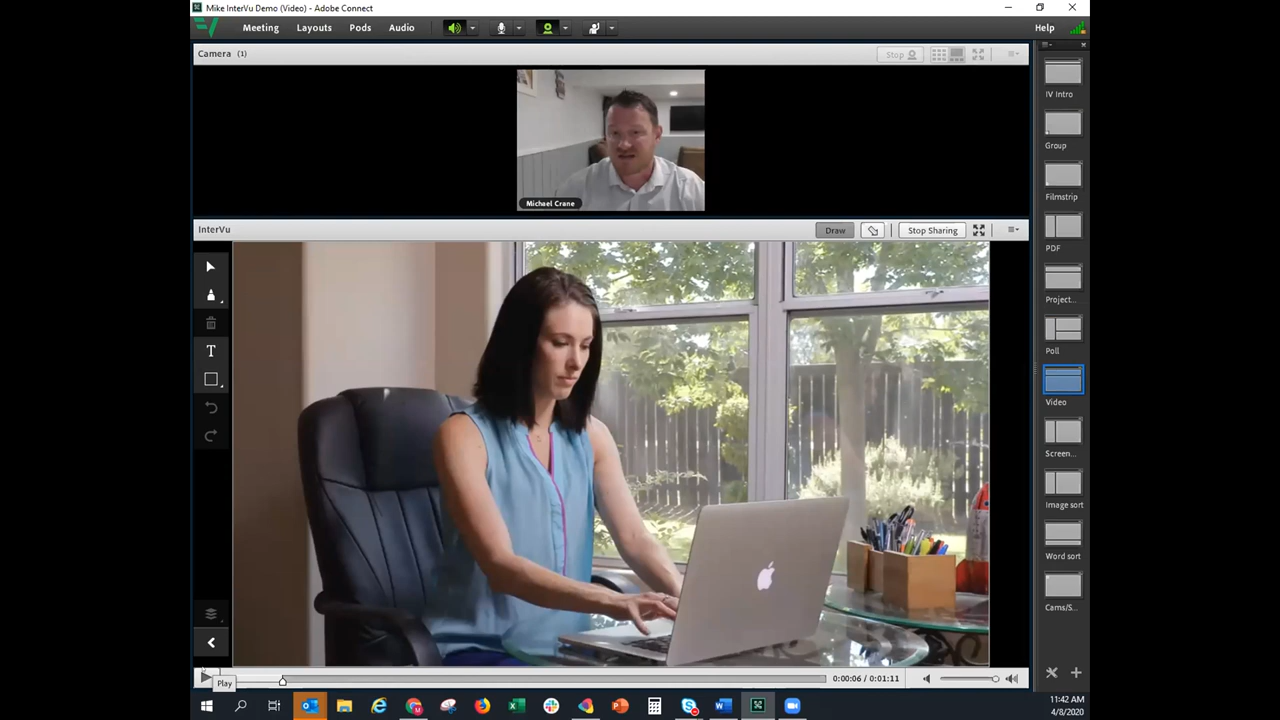 Mike InterVu Demo (Video) - Adobe Connect
Meeting Layouts Pods Audio Help
Camera (1) Stop
IV Intro
Group
Michael Crane
Filmstrip
InterVu Draw Stop Sharing
PDF
Project...
T
Poll
Video
Screen...
Image sort
Word sort
Cams/S...
Play 0:00:06 / 0:01:11
11:42 AM
4/8/2020